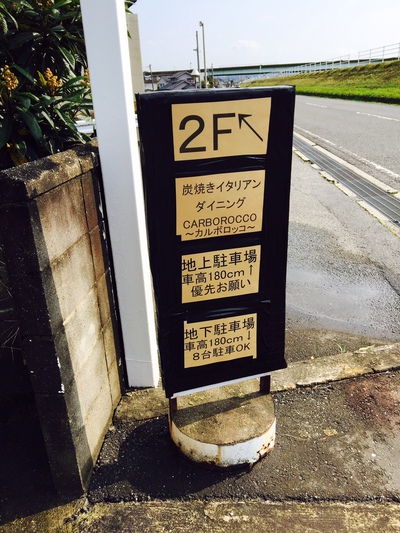 2F↖
炭焼きイタリアン
ダイニング
CARBOROCCO
～カルボロッコ～
地上駐車場
車高180cm↑
優先お願い
地下駐車場
車高180cm↓
8台駐車OK